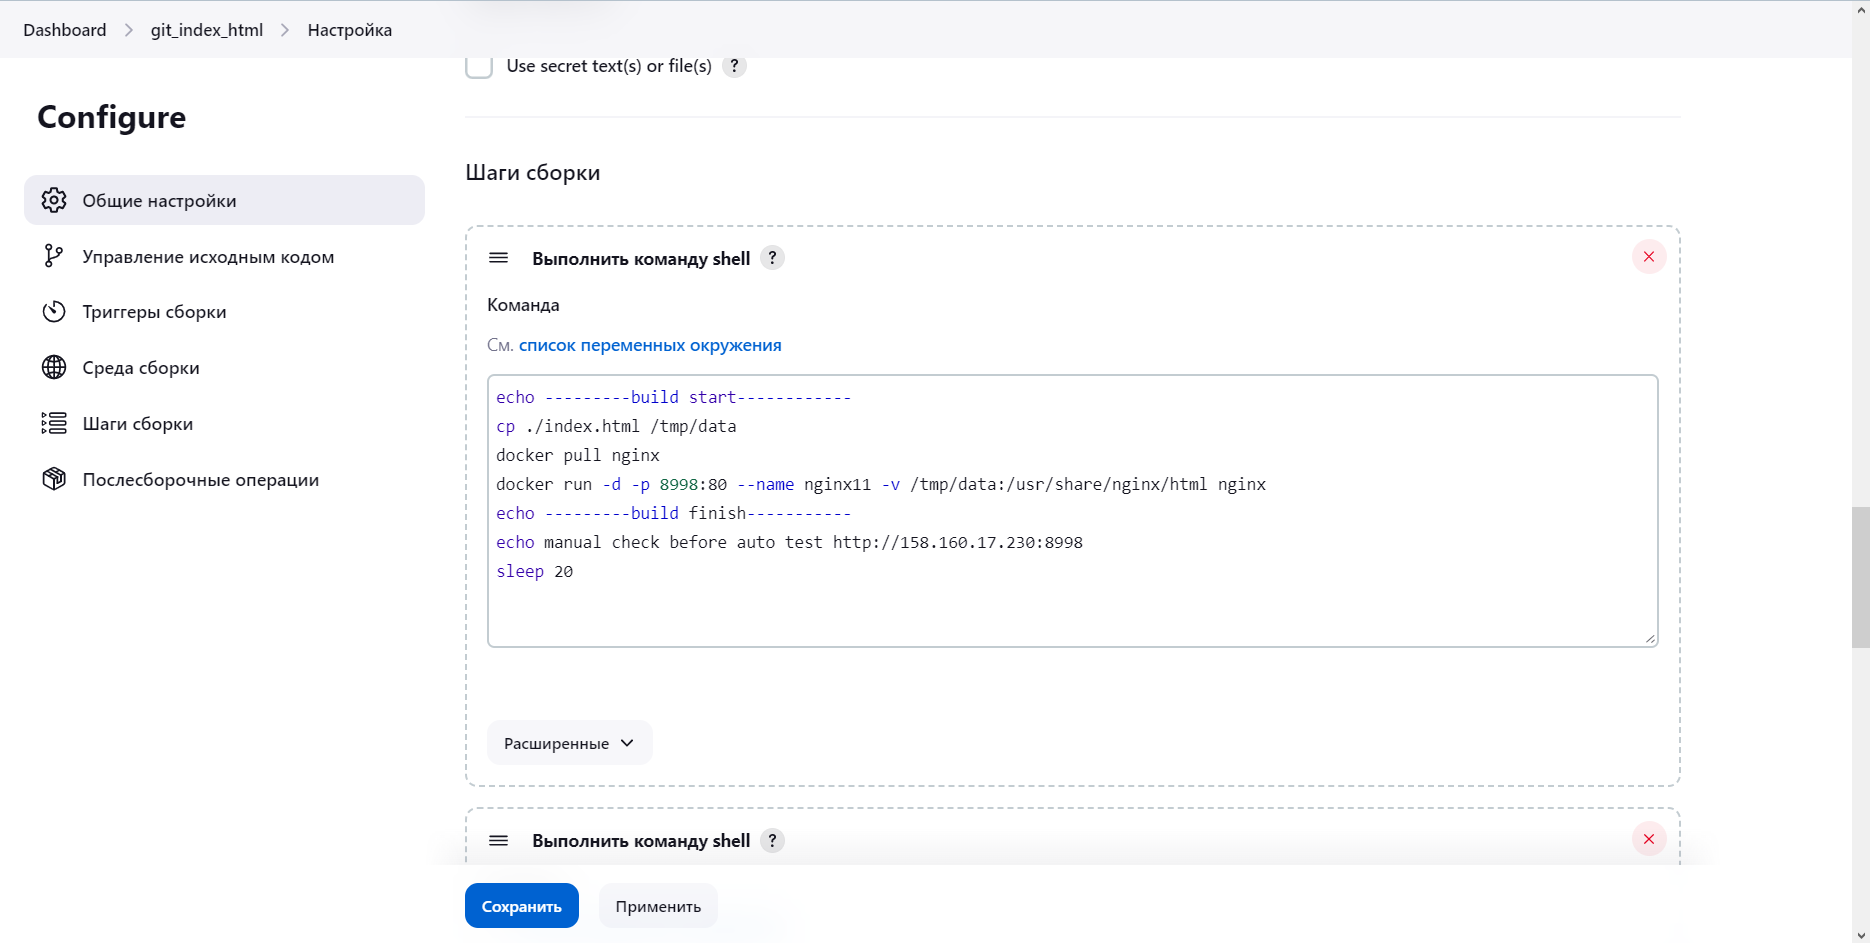 Dashboard
git_index_html
Настройка
Use secret text(s) or file(s) ?
Configure
Общие настройки
Управление исходным кодом
Триггеры сборки
Среда сборки
Шаги сборки
Послесборочные операции
Шаги сборки
Выполнить команду shell ?
Команда
См. список переменных окружения
echo ---------build start------------
cp ./index.html /tmp/data
docker pull nginx
docker run -d -p 8998:80 --name nginx11 -v /tmp/data:/usr/share/nginx/html nginx
echo ---------build finish-----------
echo manual check before auto test http://158.160.17.230:8998
sleep 20
Расширенные
Выполнить команду shell ?
Сохранить
Применить